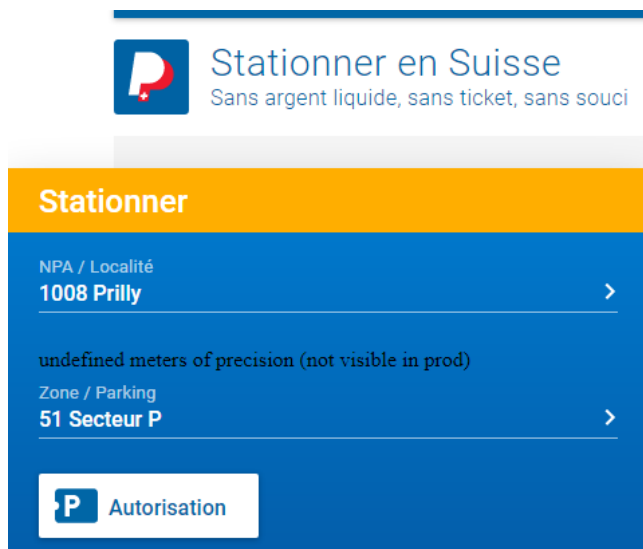 Stationner en Suisse
Sans argent liquide, sans ticket, sans souci
Stationner
NPA / Localité
1008 Prilly
undefined meters of precision (not visible in prod)
Zone / Parking
51 Secteur P
P Autorisation